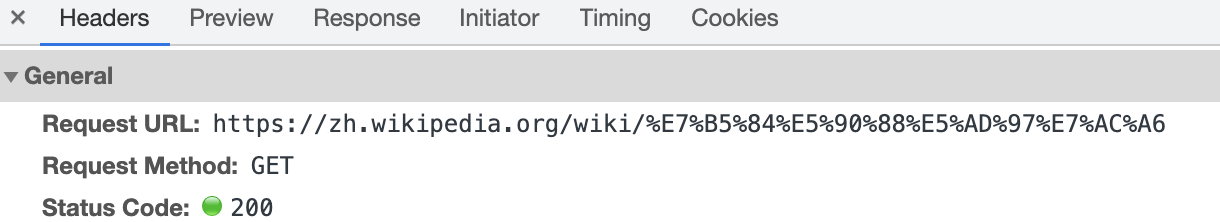 × Headers Preview Response Initiator Timing Cookies
▼ General
Request URL: https://zh.wikipedia.org/wiki/%E7%B5%84%E5%90%88%E5%AD%97%E7%AC%A6
Request Method: GET
Status Code: 200